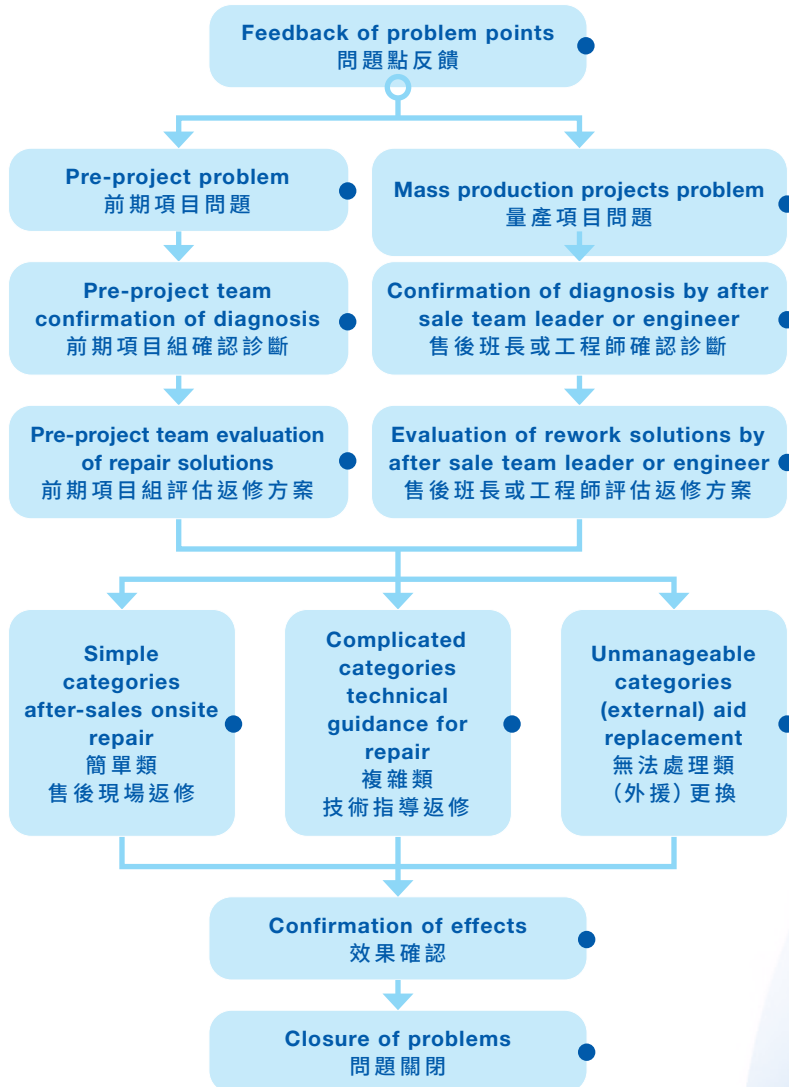 Feedback of problem points
問題點反饋
Pre-project problem
前期項目問題
Mass production projects problem
量產項目問題
Pre-project team
confirmation of diagnosis
前期項目組確認診斷
Confirmation of diagnosis by after
sale team leader or engineer
售後班長或工程師確認診斷
Pre-project team evaluation
of repair solutions
前期項目組評估返修方案
Evaluation of rework solutions by
after sale team leader or engineer
售後班長或工程師評估返修方案
Simple
categories
after-sales onsite
repair
簡單類
售後現場返修
Complicated
categories
technical
guidance for
repair
複雜類
技術指導返修
Unmanageable
categories
(external) aid
replacement
無法處理類
（外援）更換
Confirmation of effects
效果確認
Closure of problems
問題關閉